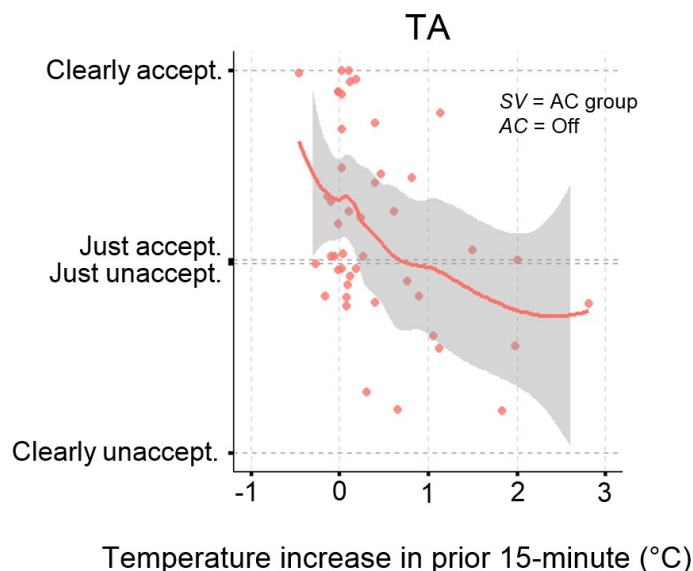 TA
Clearly accept.
SV = AC group
AC = Off
Just accept.
Just unaccept.
Clearly unaccept.
-1 0 1 2 3
Temperature increase in prior 15-minute (°C)